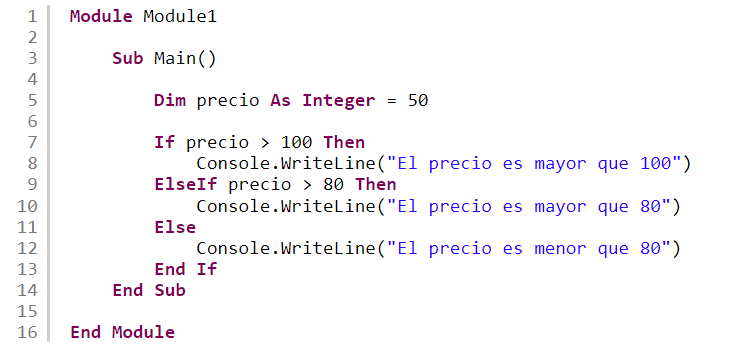 1 Module Module1
2
3 Sub Main()
4
5 Dim precio As Integer = 50
6
7 If precio > 100 Then
8 Console.WriteLine("El precio es mayor que 100")
9 ElseIf precio > 80 Then
10 Console.WriteLine("El precio es mayor que 80")
11 Else
12 Console.WriteLine("El precio es menor que 80")
13 End If
14 End Sub
15
16 End Module